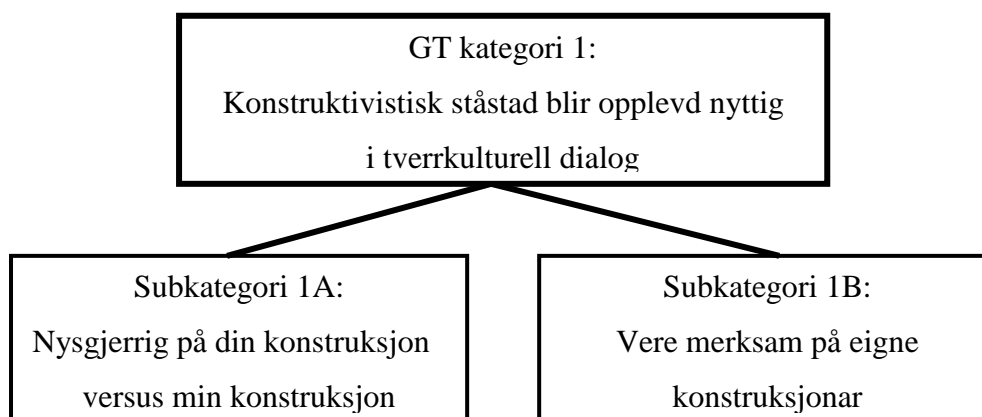 GT kategori 1:
Konstruktivistisk ståstad blir opplevd nyttig
i tverrkulturell dialog
Subkategori 1A:
Nysgjerrig på din konstruksjon
versus min konstruksjon
Subkategori 1B:
Vere merksam på eigne
konstruksjonar